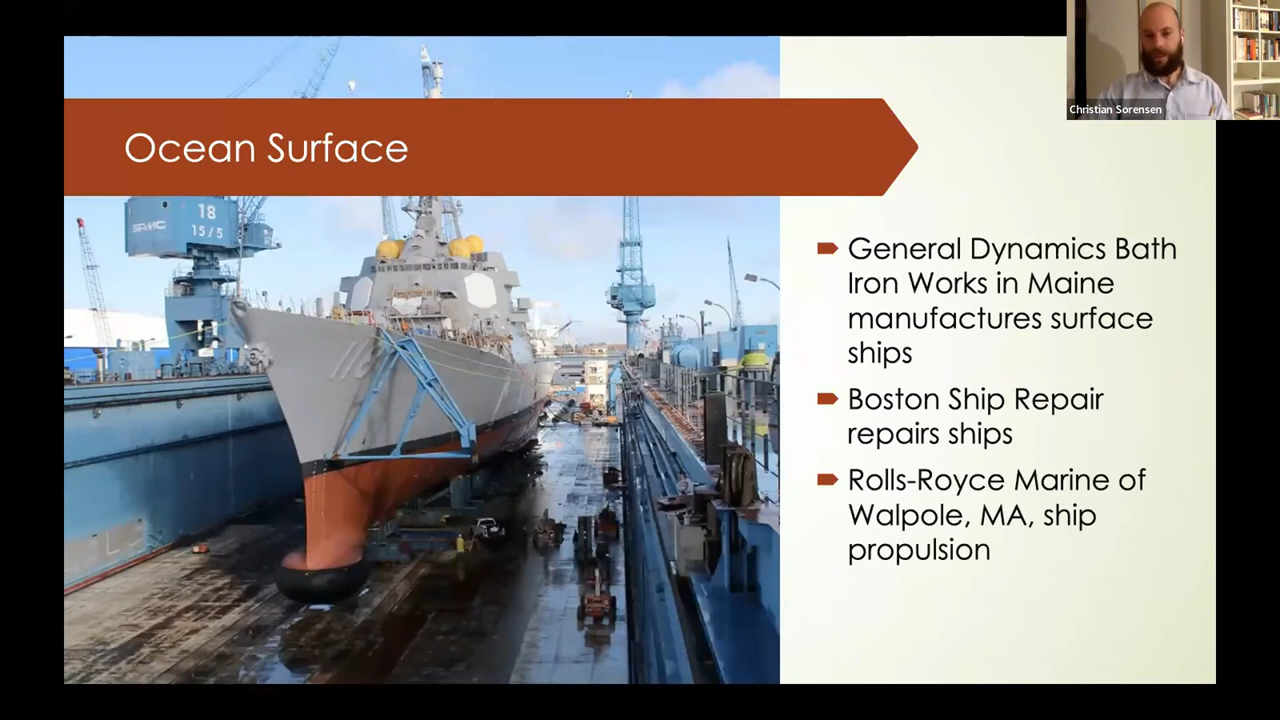 Christian Sorensen
Ocean Surface
18
15/5
General Dynamics Bath
Iron Works in Maine
manufactures surface
ships
Boston Ship Repair
repairs ships
Rolls-Royce Marine of
Walpole, MA, ship
propulsion